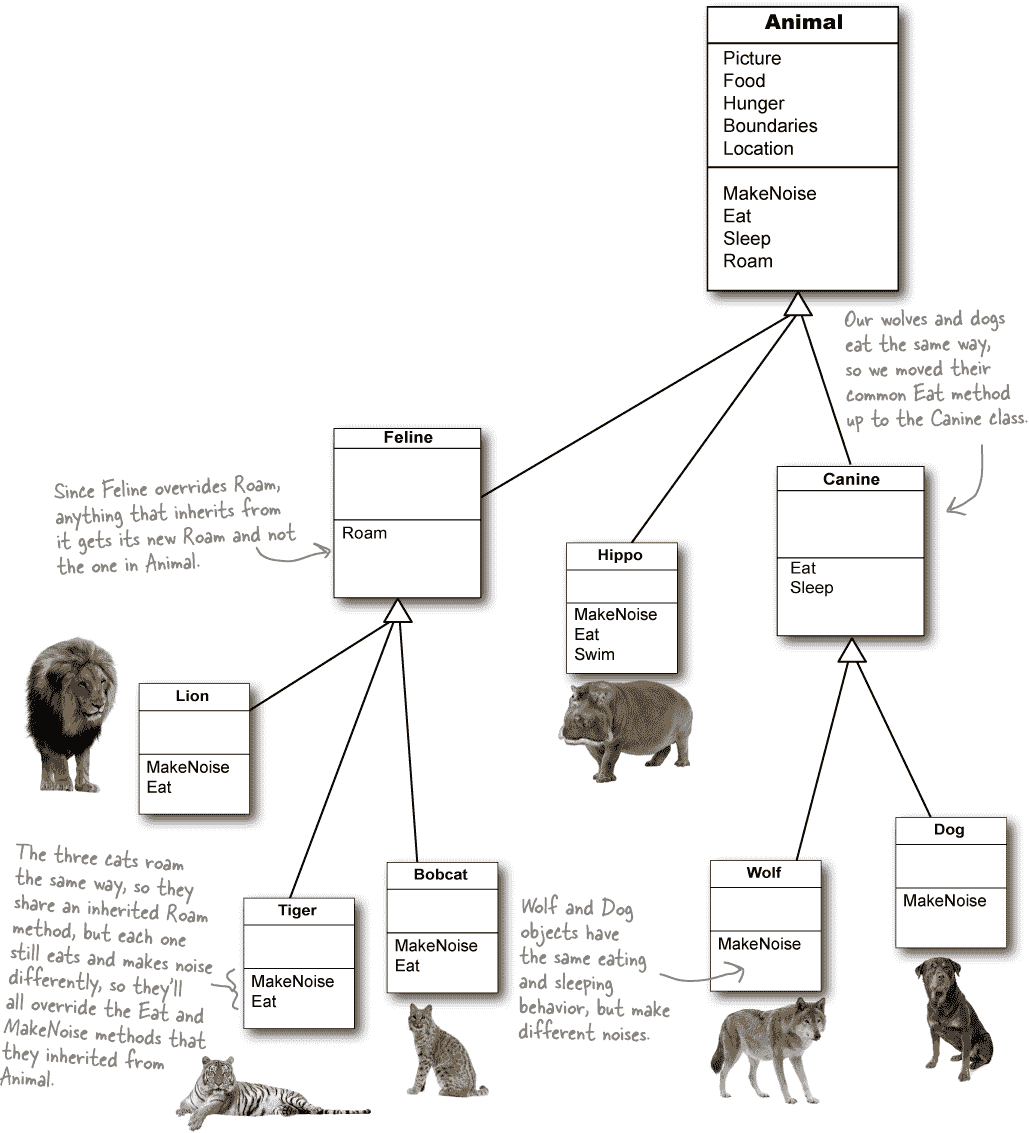 Animal
Picture
Food
Hunger
Boundaries
Location
MakeNoise
Eat
Sleep
Roam
Our wolves and dogs
eat the same way,
so we moved their
common Eat method
up to the Canine class.
Feline
Roam
Since Feline overrides Roam,
anything that inherits from
it gets its new Roam and not
the one in Animal.
Canine
Eat
Sleep
Hippo
MakeNoise
Eat
Swim
Lion
MakeNoise
Eat
The three cats roam
the same way, so they
share an inherited Roam
method, but each one
still eats and makes noise
differently, so they'll
all override the Eat and
MakeNoise methods that
they inherited from
Animal.
Tiger
MakeNoise
Eat
Bobcat
MakeNoise
Eat
Wolf and Dog
objects have
the same eating
and sleeping
behavior, but make
different noises.
Wolf
MakeNoise
Dog
MakeNoise